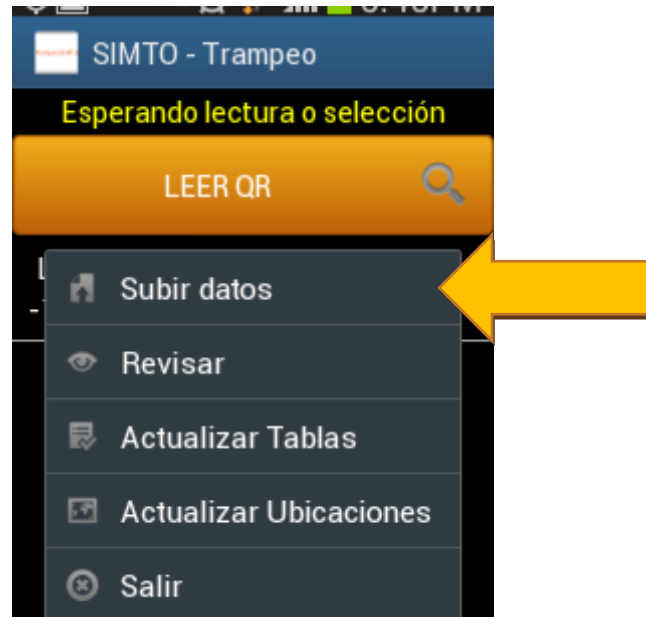 SIMTO - Trampeo
Esperando lectura o selección
LEER QR
Subir datos
Revisar
Actualizar Tablas
Actualizar Ubicaciones
Salir